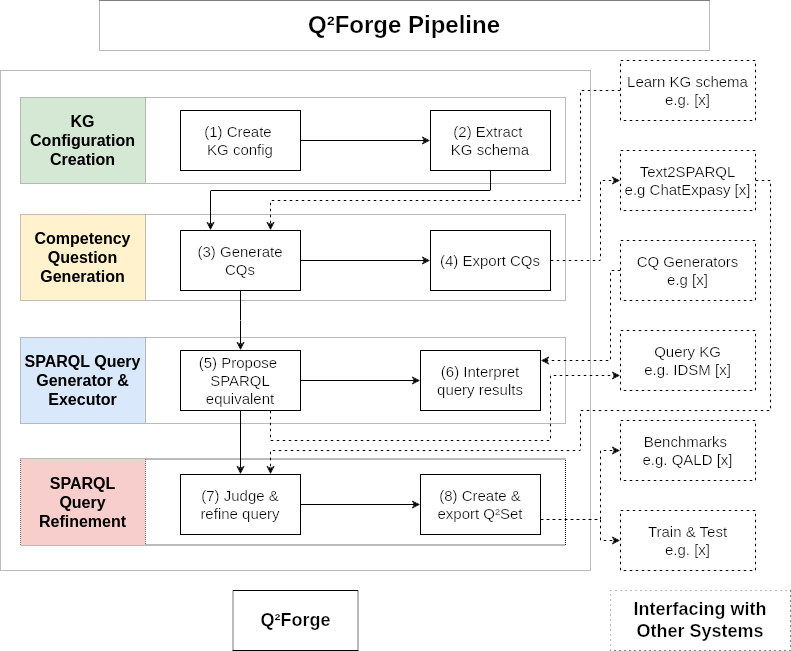 Q²Forge Pipeline
KG
Configuration
Creation
(1) Create
KG config
(2) Extract
KG schema
Competency
Question
Generation
(3) Generate
CQs
(4) Export CQs
SPARQL Query
Generator &
Executor
(5) Propose
SPARQL
equivalent
(6) Interpret
query results
SPARQL
Query
Refinement
(7) Judge &
refine query
(8) Create &
export Q²Set
Learn KG schema
e.g. [x]
Text2SPARQL
e.g ChatExpasy [x]
CQ Generators
e.g [x]
Query KG
e.g. IDSM [x]
Benchmarks
e.g. QALD [x]
Train & Test
e.g. [x]
Q²Forge
Interfacing with
Other Systems